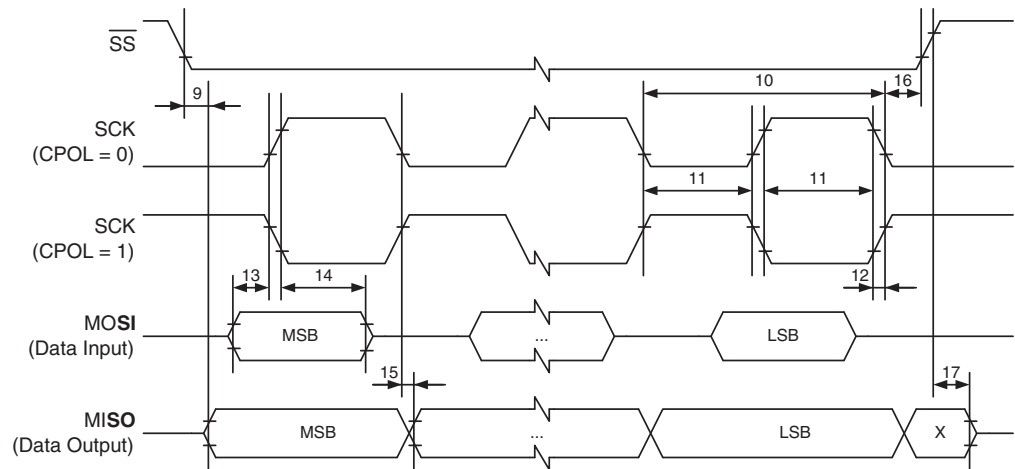 SS
10
16
9
SCK
(CPOL = 0)
11
11
SCK
(CPOL = 1)
13
14
12
MOSI
(Data Input)
MSB
...
LSB
15
17
MISO
(Data Output)
MSB
...
LSB
X